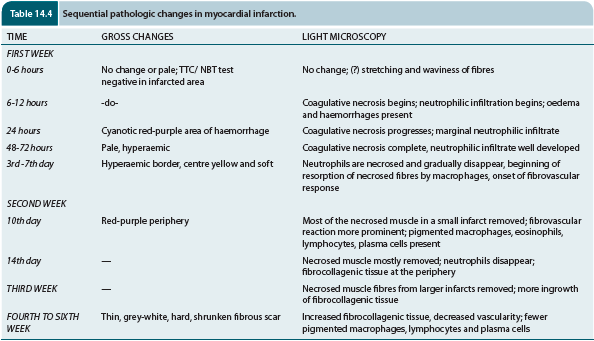 Table 14.4 Sequential pathologic changes in myocardial infarction.
TIME GROSS CHANGES LIGHT MICROSCOPY
FIRST WEEK
0-6 hours No change or pale; TTC/ NBT test No change; (?) stretching and waviness of fibres
negative in infarcted area
6-12 hours -do- Coagulative necrosis begins; neutrophilic infiltration begins; oedema
and haemorrhages present
24 hours Cyanotic red-purple area of haemorrhage Coagulative necrosis progresses; marginal neutrophilic infiltrate
48-72 hours Pale, hyperaemic Coagulative necrosis complete, neutrophilic infiltrate well developed
3rd -7th day Hyperaemic border, centre yellow and soft Neutrophils are necrosed and gradually disappear, beginning of
resorption of necrosed fibres by macrophages, onset of fibrovascular
response
SECOND WEEK
10th day Red-purple periphery Most of the necrosed muscle in a small infarct removed; fibrovascular
reaction more prominent; pigmented macrophages, eosinophils,
lymphocytes, plasma cells present
14th day — Necrosed muscle mostly removed; neutrophils disappear;
fibrocollagenic tissue at the periphery
THIRD WEEK — Necrosed muscle fibres from larger infarcts removed; more ingrowth
of fibrocollagenic tissue
FOURTH TO SIXTH Thin, grey-white, hard, shrunken fibrous scar Increased fibrocollagenic tissue, decreased vascularity; fewer
WEEK pigmented macrophages, lymphocytes and plasma cells